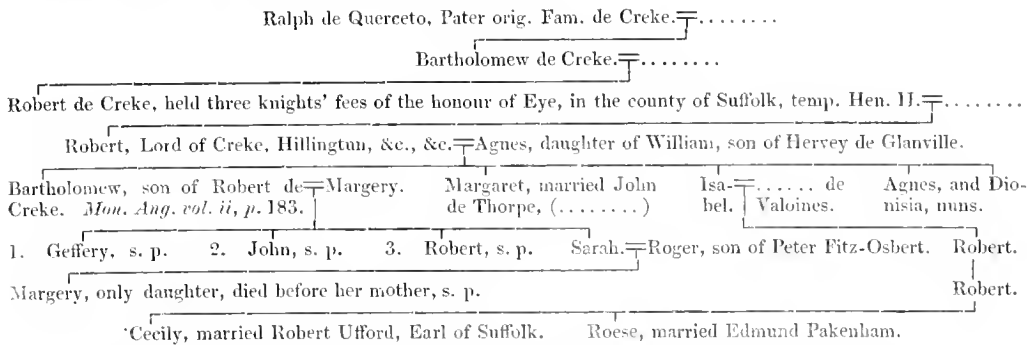 Ralph de Querceto, Pater orig. Fam. de Creke.=........
Bartholomew de Creke.=........
Robert de Creke, held three knights' fees of the honour of Eye, in the county of Suffolk, temp. Hen. II.=........
Robert, Lord of Creke, Hillington, &c., &c.=Agnes, daughter of William, son of Hervey de Glanville.
Bartholomew, son of Robert de=Margery. Margaret, married John Isa-=...... de Agnes, and Dio-
Creke. Mon. Ang. vol. ii, p. 183. de Thorpe, (........) bel. Valoines. nisia, nuns.
1. Geffery, s. p. 2. John, s. p. 3. Robert, s. p. Sarah.=Roger, son of Peter Fitz-Osbert. Robert.
Margery, only daughter, died before her mother, s. p. Robert.
Cecily, married Robert Ufford, Earl of Suffolk. Roese, married Edmund Pakenham.